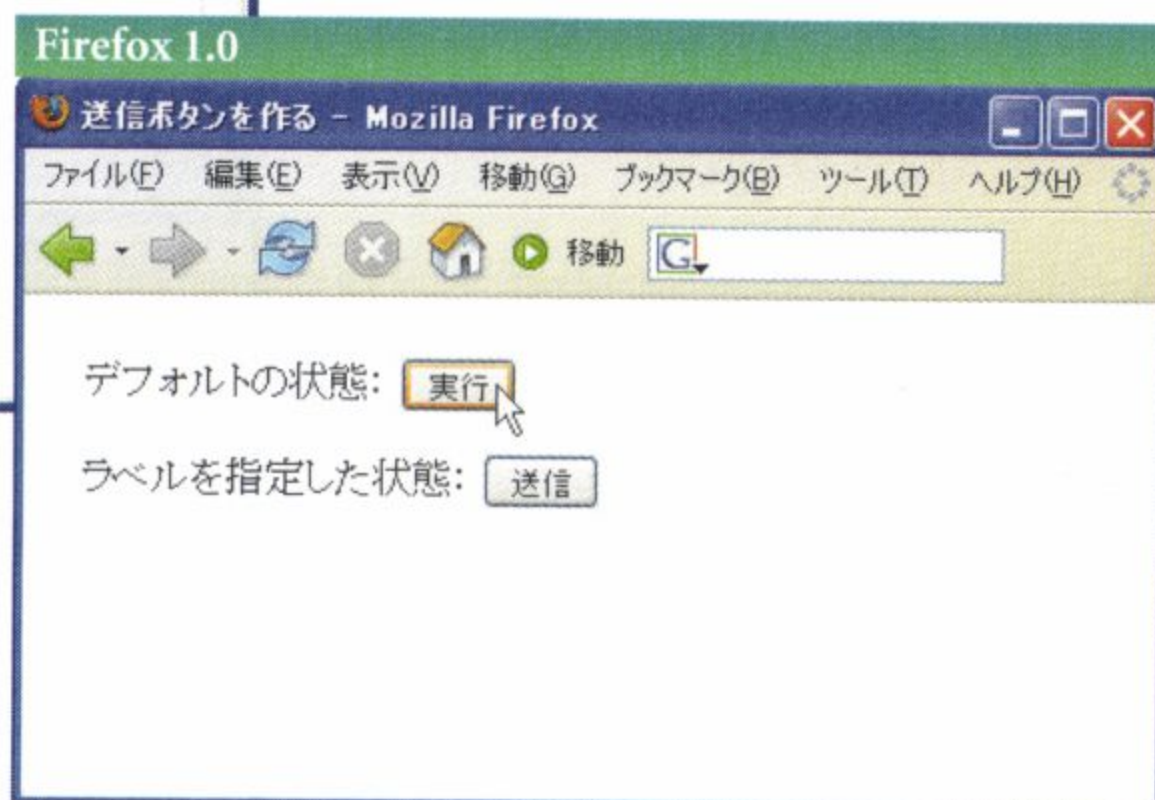 Firefox 1.0
送信ボタンを作る - Mozilla Firefox
ファイル(F) 編集(E) 表示(V) 移動(G) ブックマーク(B) ツール(T) ヘルプ(H)
移動 G
デフォルトの状態: 実行
ラベルを指定した状態: 送信